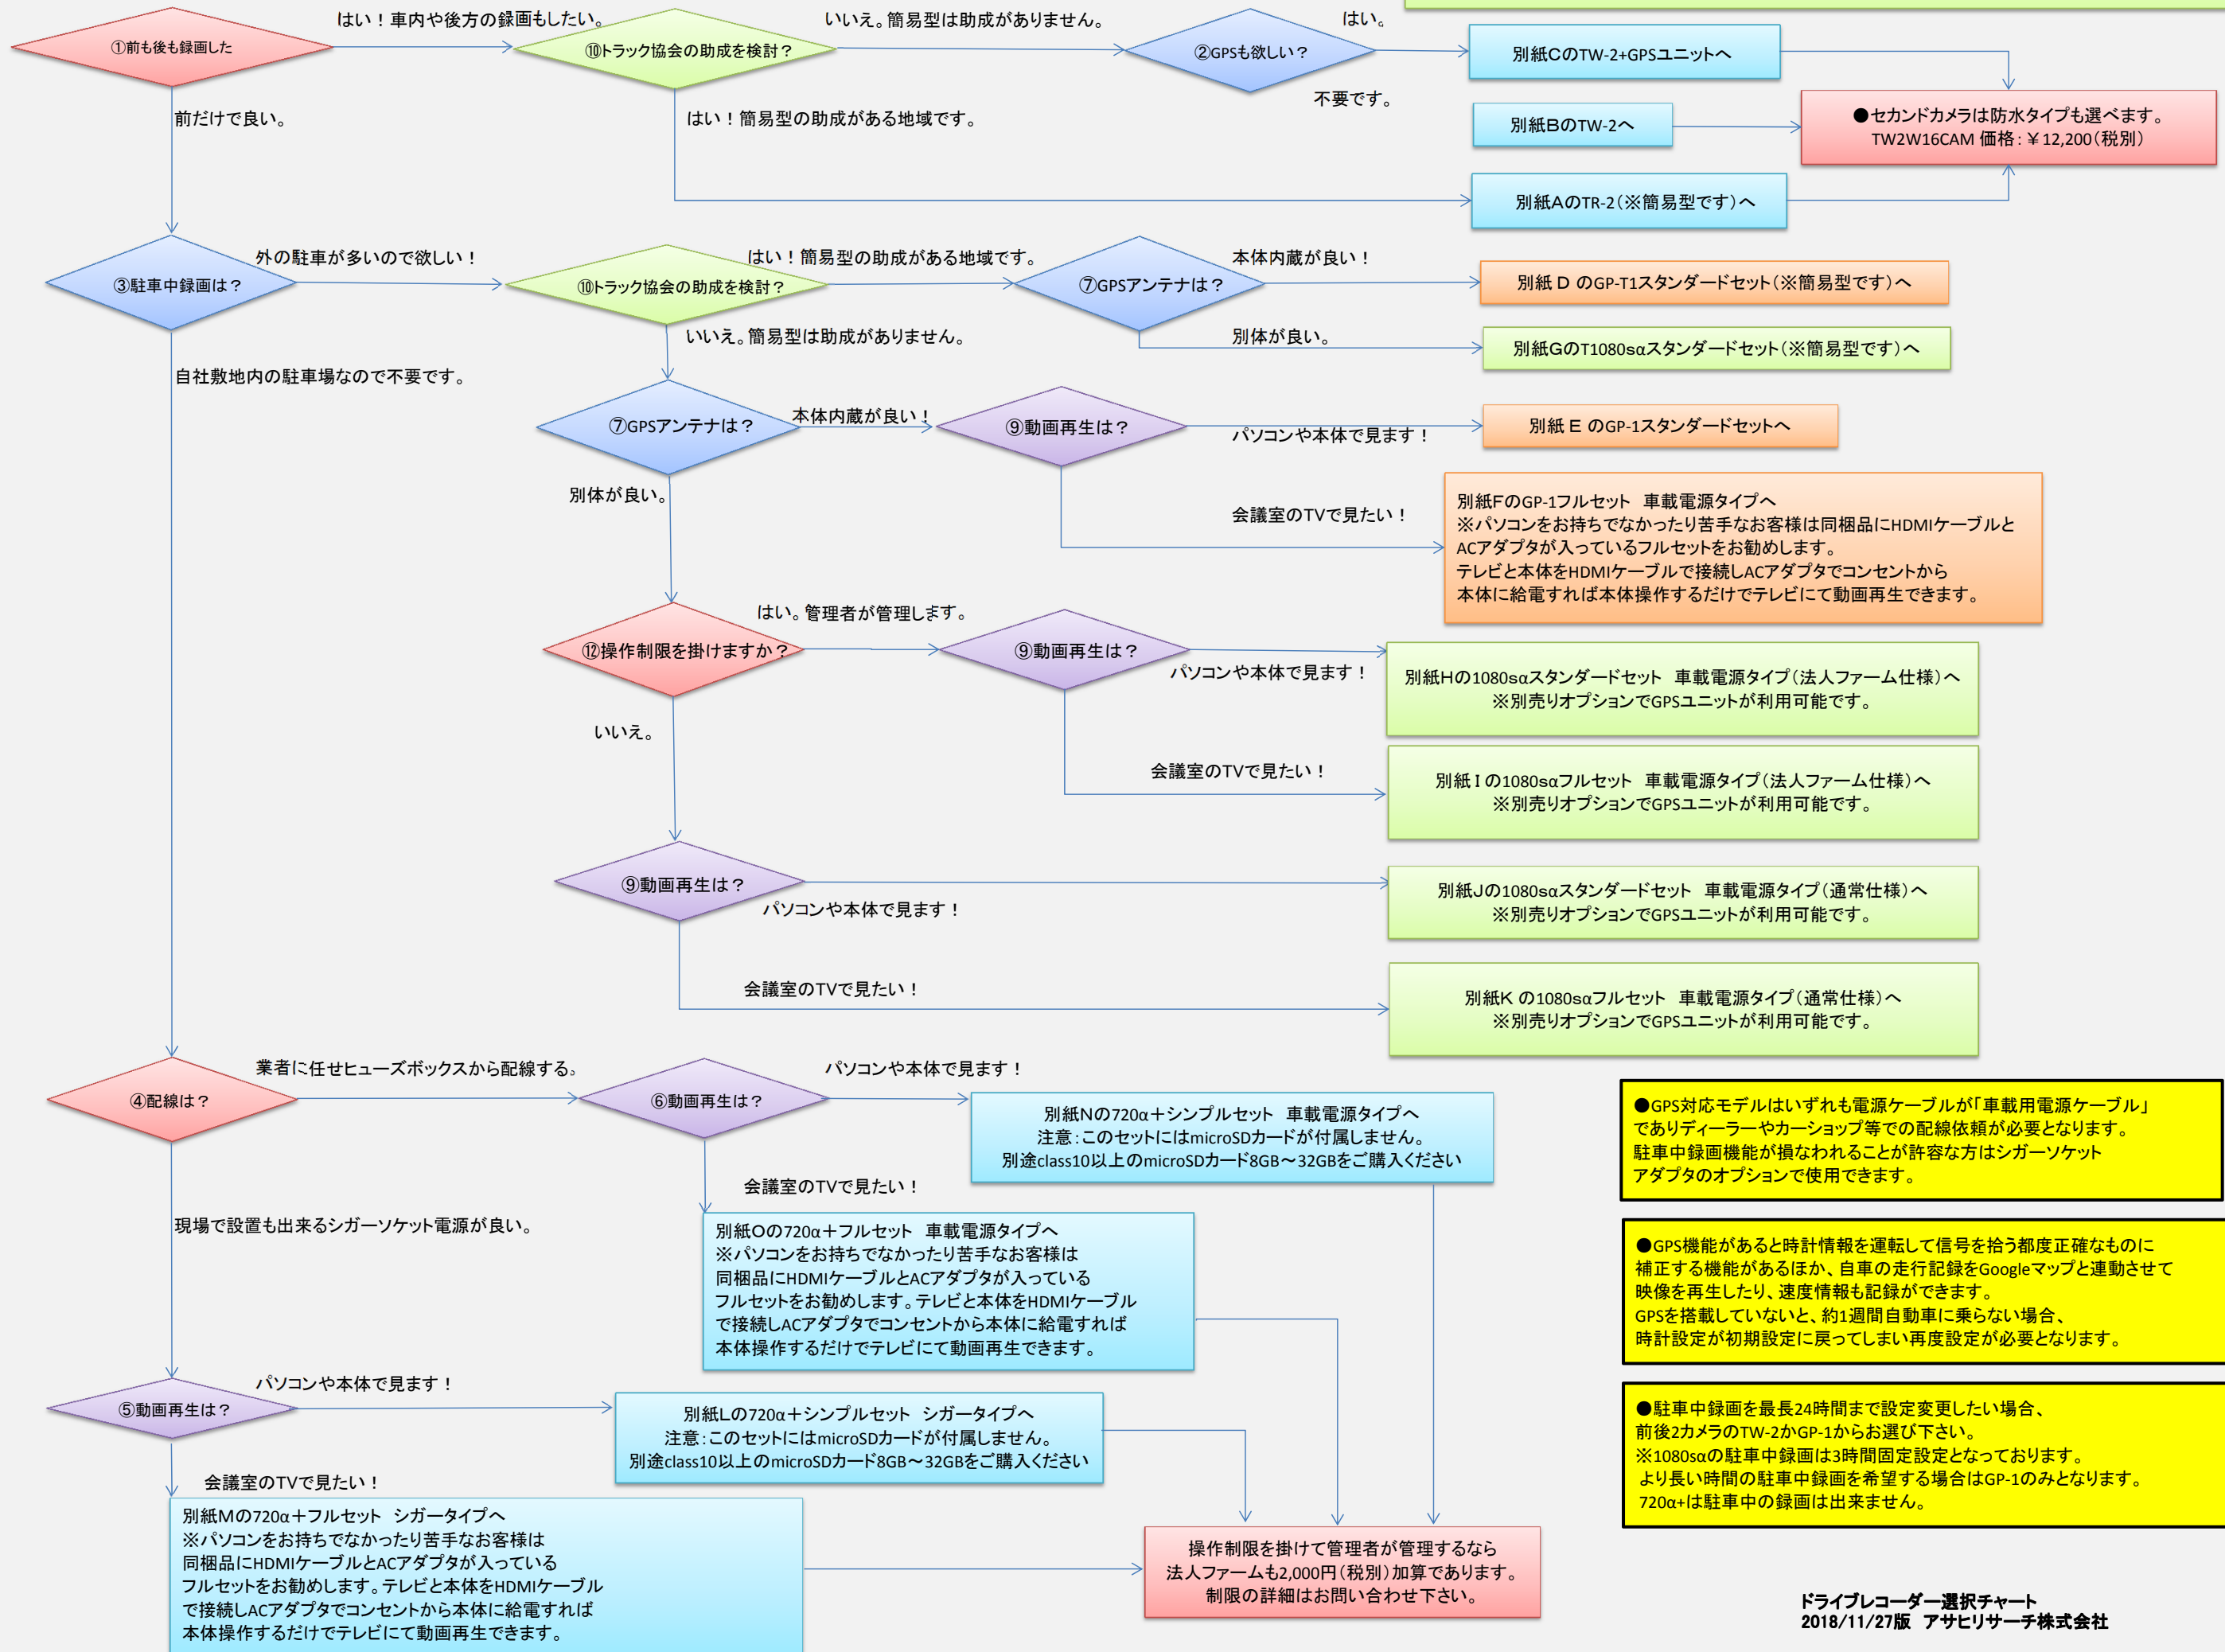 ①前も後も録画した
はい！車内や後方の録画もしたい。
⑩トラック協会の助成を検討？
いいえ。簡易型は助成がありません。
②GPSも欲しい？
はい。
別紙CのTW-2+GPSユニットへ
不要です。
前だけで良い。
はい！簡易型の助成がある地域です。
別紙BのTW-2へ
●セカンドカメラは防水タイプも選べます。
TW2W16CAM 価格：￥12,200（税別）
別紙AのTR-2（※簡易型です）へ
③駐車中録画は？
外の駐車が多いので欲しい！
⑩トラック協会の助成を検討？
はい！簡易型の助成がある地域です。
⑦GPSアンテナは？
本体内蔵が良い！
別紙 D のGP-T1スタンダードセット（※簡易型です）へ
いいえ。簡易型は助成がありません。
別体が良い。
別紙GのT1080sαスタンダードセット（※簡易型です）へ
自社敷地内の駐車場なので不要です。
⑦GPSアンテナは？
本体内蔵が良い！
⑨動画再生は？
パソコンや本体で見ます！
別紙 E のGP-1スタンダードセットへ
別体が良い。
会議室のTVで見たい！
別紙FのGP-1フルセット　車載電源タイプへ
※パソコンをお持ちでなかったり苦手なお客様は同梱品にHDMIケーブルと
ACアダプタが入っているフルセットをお勧めします。
テレビと本体をHDMIケーブルで接続しACアダプタでコンセントから
本体に給電すれば本体操作するだけでテレビにて動画再生できます。
⑫操作制限を掛けますか？
はい。管理者が管理します。
⑨動画再生は？
パソコンや本体で見ます！
別紙Hの1080sαスタンダードセット　車載電源タイプ（法人ファーム仕様）へ
※別売りオプションでGPSユニットが利用可能です。
いいえ。
会議室のTVで見たい！
別紙 I の1080sαフルセット　車載電源タイプ（法人ファーム仕様）へ
※別売りオプションでGPSユニットが利用可能です。
⑨動画再生は？
パソコンや本体で見ます！
別紙Jの1080sαスタンダードセット　車載電源タイプ（通常仕様）へ
※別売りオプションでGPSユニットが利用可能です。
会議室のTVで見たい！
別紙K の1080sαフルセット　車載電源タイプ（通常仕様）へ
※別売りオプションでGPSユニットが利用可能です。
④配線は？
業者に任せヒューズボックスから配線する。
⑥動画再生は？
パソコンや本体で見ます！
別紙Nの720α＋シンプルセット　車載電源タイプへ
注意：このセットにはmicroSDカードが付属しません。
別途class10以上のmicroSDカード8GB～32GBをご購入ください
●GPS対応モデルはいずれも電源ケーブルが「車載用電源ケーブル」
でありディーラーやカーショップ等での配線依頼が必要となります。
駐車中録画機能が損なわれることが許容な方はシガーソケット
アダプタのオプションで使用できます。
会議室のTVで見たい！
現場で設置も出来るシガーソケット電源が良い。
別紙Oの720α＋フルセット　車載電源タイプへ
※パソコンをお持ちでなかったり苦手なお客様は
同梱品にHDMIケーブルとACアダプタが入っている
フルセットをお勧めします。テレビと本体をHDMIケーブル
で接続しACアダプタでコンセントから本体に給電すれば
本体操作するだけでテレビにて動画再生できます。
●GPS機能があると時計情報を運転して信号を拾う都度正確なものに
補正する機能があるほか、自車の走行記録をGoogleマップと連動させて
映像を再生したり、速度情報も記録ができます。
GPSを搭載していないと、約1週間自動車に乗らない場合、
時計設定が初期設定に戻ってしまい再度設定が必要となります。
⑤動画再生は？
パソコンや本体で見ます！
別紙Lの720α＋シンプルセット　シガータイプへ
注意：このセットにはmicroSDカードが付属しません。
別途class10以上のmicroSDカード8GB～32GBをご購入ください
●駐車中録画を最長24時間まで設定変更したい場合、
前後2カメラのTW-2かGP-1からお選び下さい。
※1080sαの駐車中録画は3時間固定設定となっております。
より長い時間の駐車中録画を希望する場合はGP-1のみとなります。
720α+は駐車中の録画は出来ません。
会議室のTVで見たい！
別紙Mの720α＋フルセット　シガータイプへ
※パソコンをお持ちでなかったり苦手なお客様は
同梱品にHDMIケーブルとACアダプタが入っている
フルセットをお勧めします。テレビと本体をHDMIケーブル
で接続しACアダプタでコンセントから本体に給電すれば
本体操作するだけでテレビにて動画再生できます。
操作制限を掛けて管理者が管理するなら
法人ファームも2,000円（税別）加算であります。
制限の詳細はお問い合わせ下さい。
ドライブレコーダー選択チャート
2018/11/27版　アサヒリサーチ株式会社